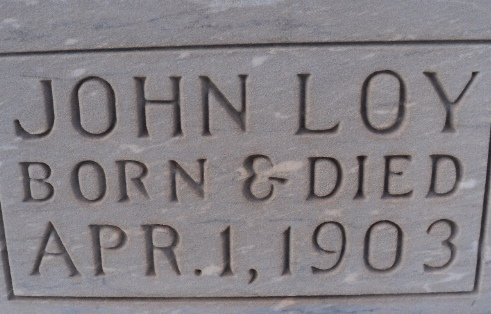 JOHN LOY
BORN & DIED
APR. 1, 1903